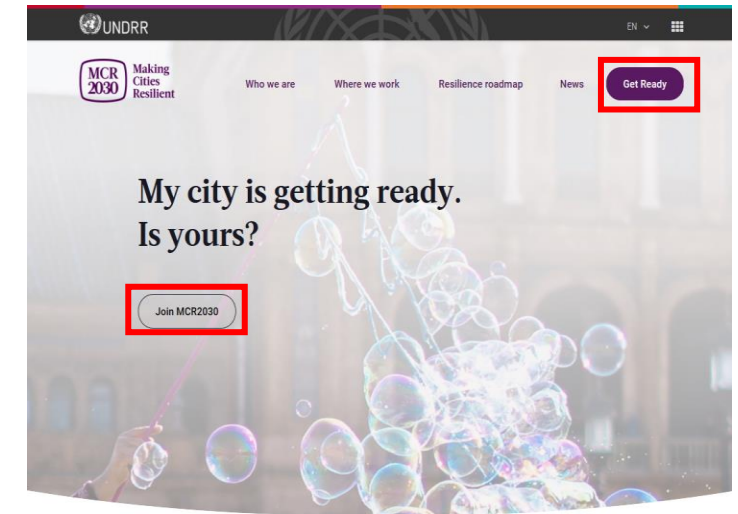 UNDRR
EN
MCR
2030
Making
Cities
Resilient
Who we are
Where we work
Resilience roadmap
News
Get Ready
My city is getting ready.
Is yours?
Join MCR2030